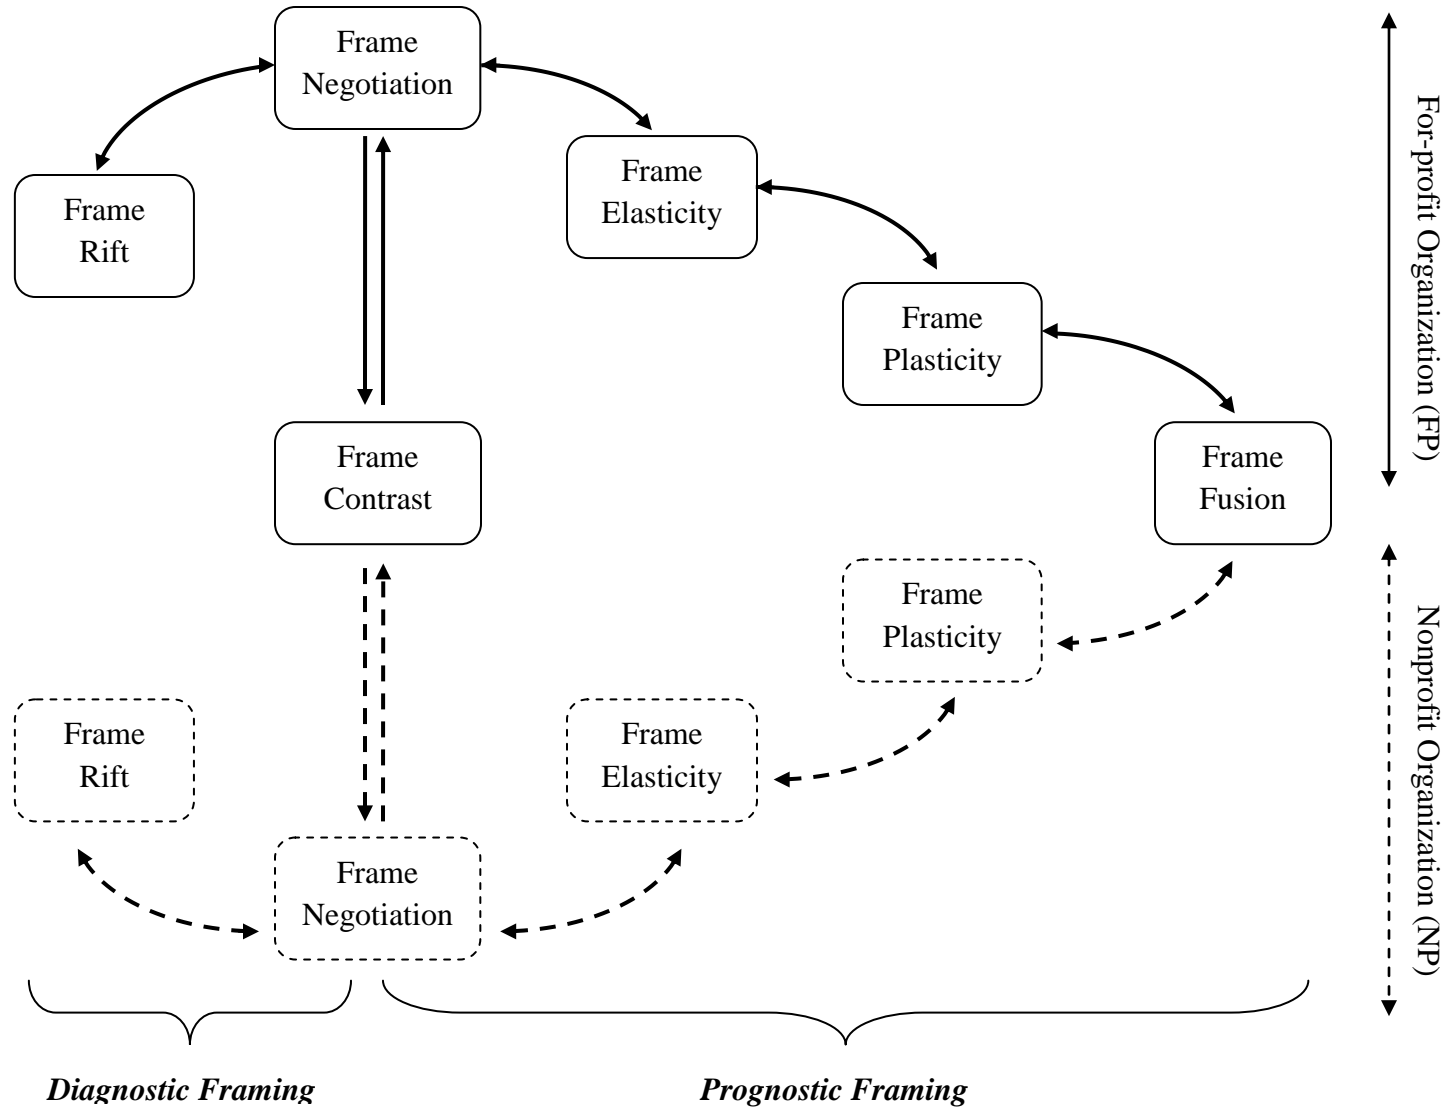 Frame
Negotiation
Frame
Elasticity
Frame
Rift
Frame
Plasticity
Frame
Contrast
Frame
Fusion
For-profit Organization (FP)
Frame
Plasticity
Frame
Rift
Frame
Elasticity
Frame
Negotiation
Nonprofit Organization (NP)
Diagnostic Framing
Prognostic Framing